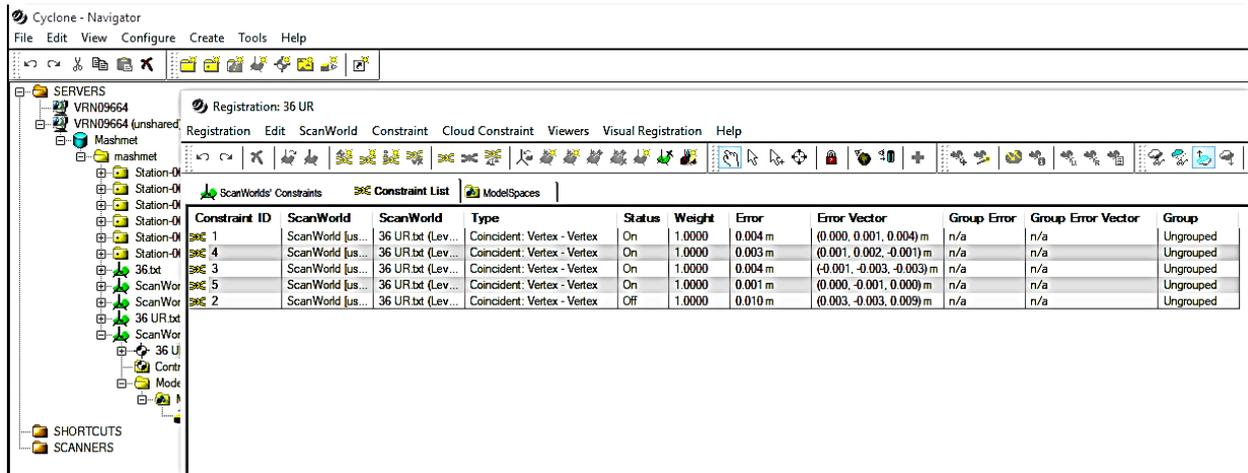 Cyclone - Navigator
File Edit View Configure Create Tools Help
SERVERS
VRN09664
VRN09664 (unshared)
Mashmet
mashmet
Station-0
Station-0
Station-0
Station-0
Station-0
Station-0
36.txt
ScanWor
ScanWor
36 UR.txt
ScanWor
36 U
Contr
Mode
SHORTCUTS
SCANNERS
Registration: 36 UR
Registration Edit ScanWorld Constraint Cloud Constraint Viewers Visual Registration Help
ScanWorlds' Constraints Constraint List ModelSpaces
Constraint ID ScanWorld ScanWorld Type Status Weight Error Error Vector Group Error Group Error Vector Group
1 ScanWorld [us... 36 UR.txt (Lev... Coincident: Vertex - Vertex On 1.0000 0.004 m (0.000, 0.001, 0.004) m n/a n/a Ungrouped
4 ScanWorld [us... 36 UR.txt (Lev... Coincident: Vertex - Vertex On 1.0000 0.003 m (0.001, 0.002, -0.001) m n/a n/a Ungrouped
3 ScanWorld [us... 36 UR.txt (Lev... Coincident: Vertex - Vertex On 1.0000 0.004 m (-0.001, -0.003, -0.003) m n/a n/a Ungrouped
5 ScanWorld [us... 36 UR.txt (Lev... Coincident: Vertex - Vertex On 1.0000 0.001 m (0.000, -0.001, 0.000) m n/a n/a Ungrouped
2 ScanWorld [us... 36 UR.txt (Lev... Coincident: Vertex - Vertex Off 1.0000 0.010 m (0.003, -0.003, 0.009) m n/a n/a Ungrouped